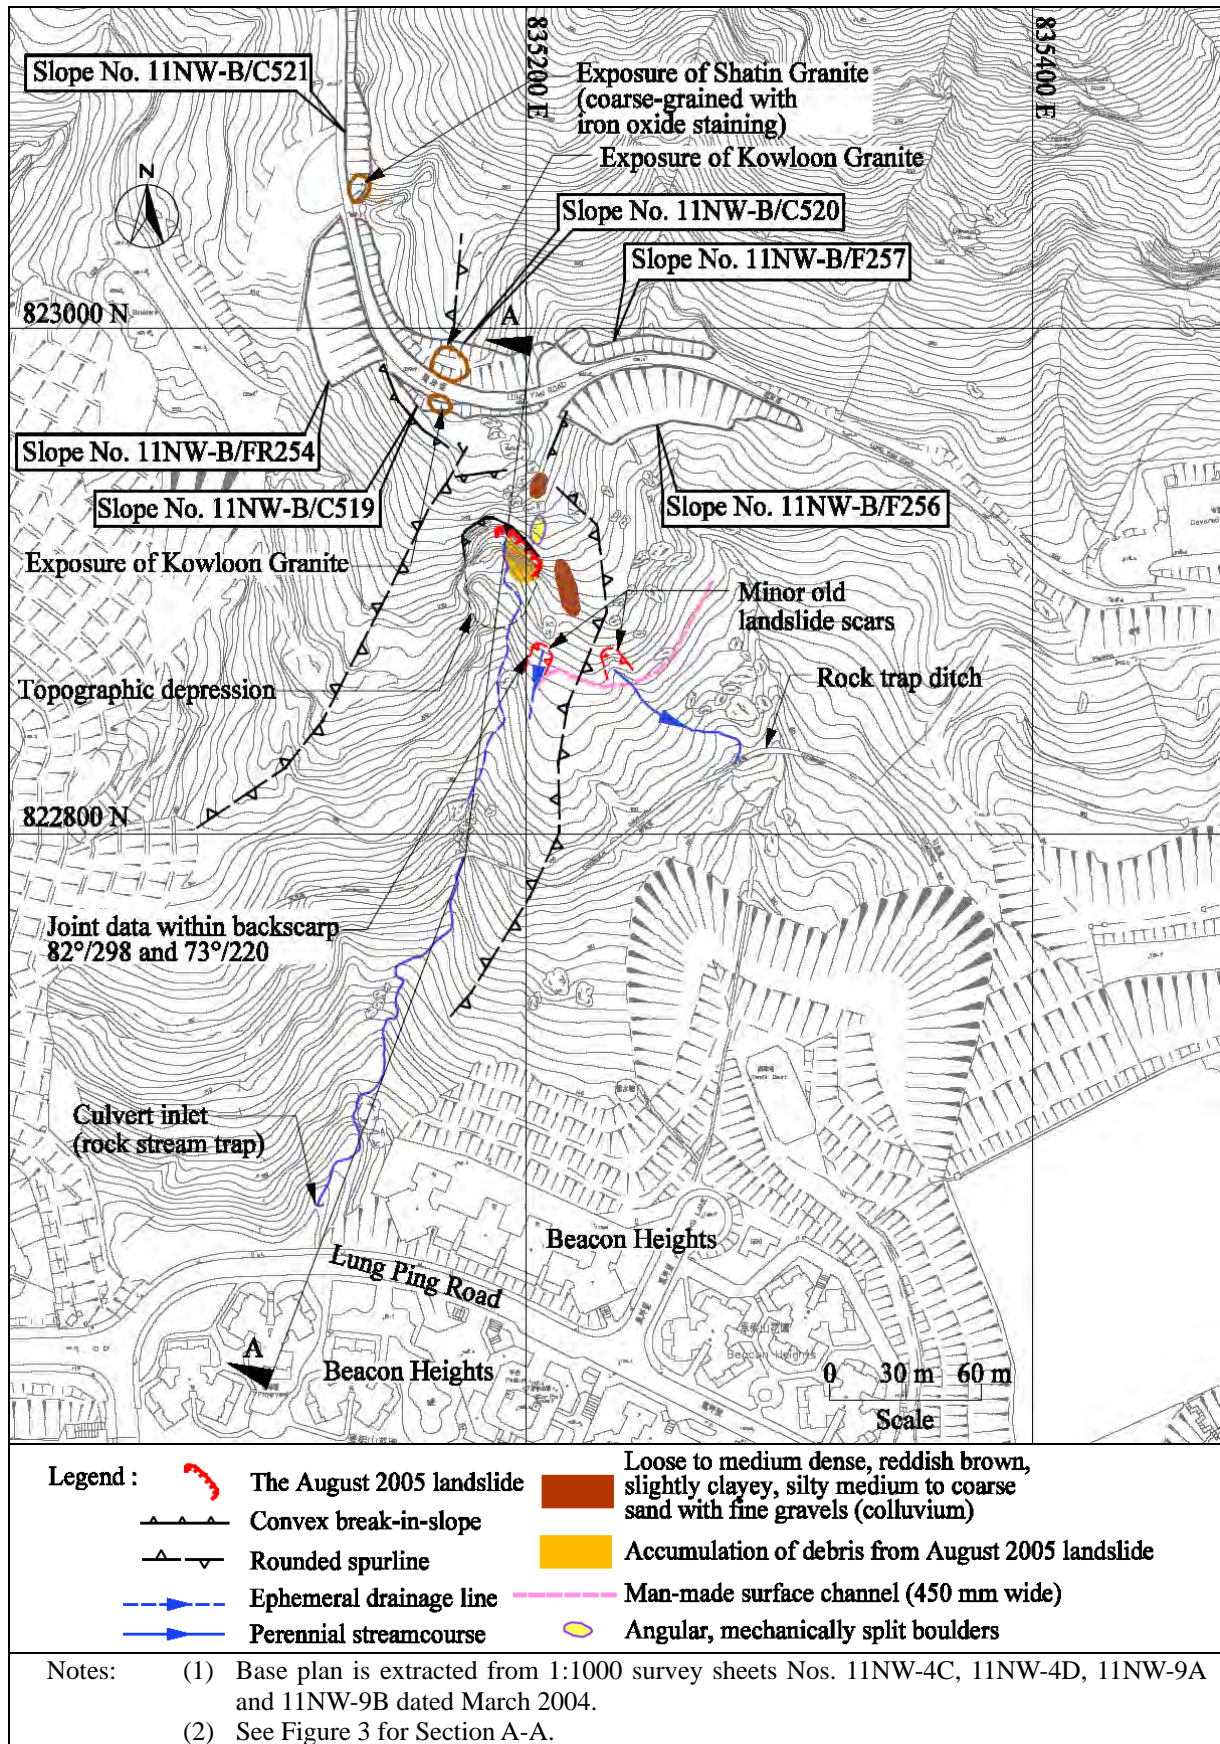 835200 E
835400 E
Slope No. 11NW-B/C521
Exposure of Shatin Granite
(coarse-grained with
iron oxide staining)
Exposure of Kowloon Granite
N
Slope No. 11NW-B/C520
Slope No. 11NW-B/F257
823000 N
A
LUNG YAN ROAD
LUNG YAN ROAD
Slope No. 11NW-B/FR254
Slope No. 11NW-B/C519
Slope No. 11NW-B/F256
Exposure of Kowloon Granite
Minor old
landslide scars
Topographic depression
Rock trap ditch
822800 N
Joint data within backscarp
82°/298 and 73°/220
Culvert inlet
(rock stream trap)
Beacon Heights
Lung Ping Road
Beacon Heights
A
Beacon Heights
0 30 m 60 m
Scale
Legend :
The August 2005 landslide
Convex break-in-slope
Rounded spurline
Ephemeral drainage line
Perennial streamcourse
Loose to medium dense, reddish brown,
slightly clayey, silty medium to coarse
sand with fine gravels (colluvium)
Accumulation of debris from August 2005 landslide
Man-made surface channel (450 mm wide)
Angular, mechanically split boulders
Notes: (1) Base plan is extracted from 1:1000 survey sheets Nos. 11NW-4C, 11NW-4D, 11NW-9A
and 11NW-9B dated March 2004.
(2) See Figure 3 for Section A-A.